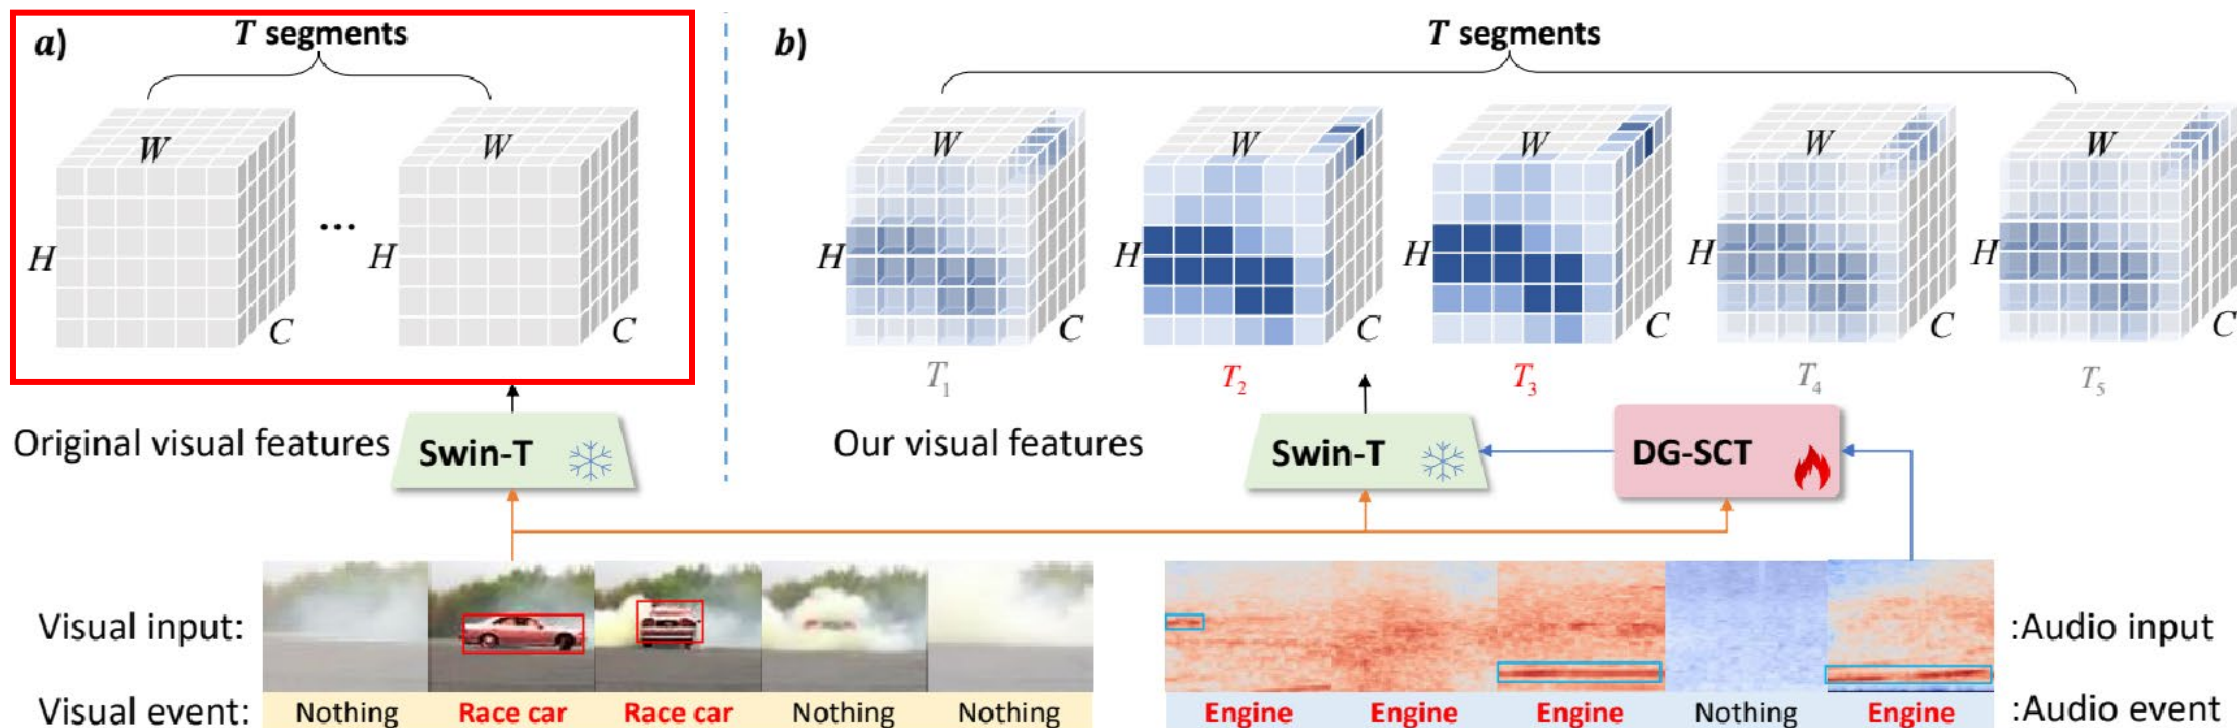 a)
T segments
W
H
C
...
W
H
C
b)
T segments
W
H
C
W
H
C
W
H
C
W
H
C
W
H
C
T1
T2
T3
T4
T5
Original visual features
Swin-T
Our visual features
Swin-T
DG-SCT
Visual input:
:Audio input
Visual event:
Nothing
Race car
Race car
Nothing
Nothing
Engine
Engine
Engine
Nothing
Engine
:Audio event